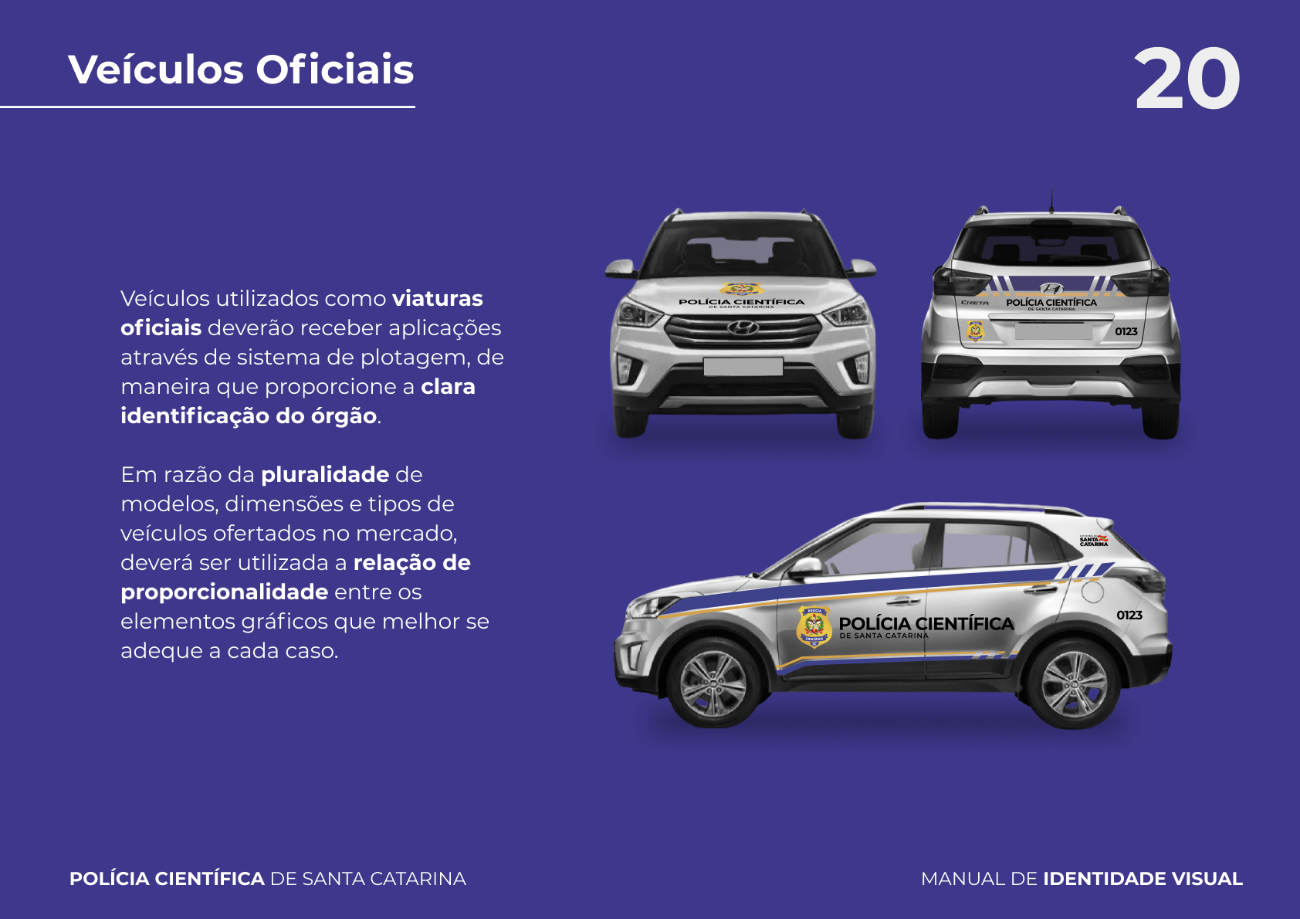 Veículos Oficiais
20
Veículos utilizados como viaturas
oficiais deverão receber aplicações
através de sistema de plotagem, de
maneira que proporcione a clara
identificação do órgão.
Em razão da pluralidade de
modelos, dimensões e tipos de
veículos ofertados no mercado,
deverá ser utilizada a relação de
proporcionalidade entre os
elementos gráficos que melhor se
adeque a cada caso.
POLÍCIA CIENTÍFICA
DE SANTA CATARINA
CRETA
POLÍCIA CIENTÍFICA
DE SANTA CATARINA
0123
SANTA
CATARINA
POLÍCIA CIENTÍFICA
DE SANTA CATARINA
0123
POLÍCIA CIENTÍFICA DE SANTA CATARINA
MANUAL DE IDENTIDADE VISUAL